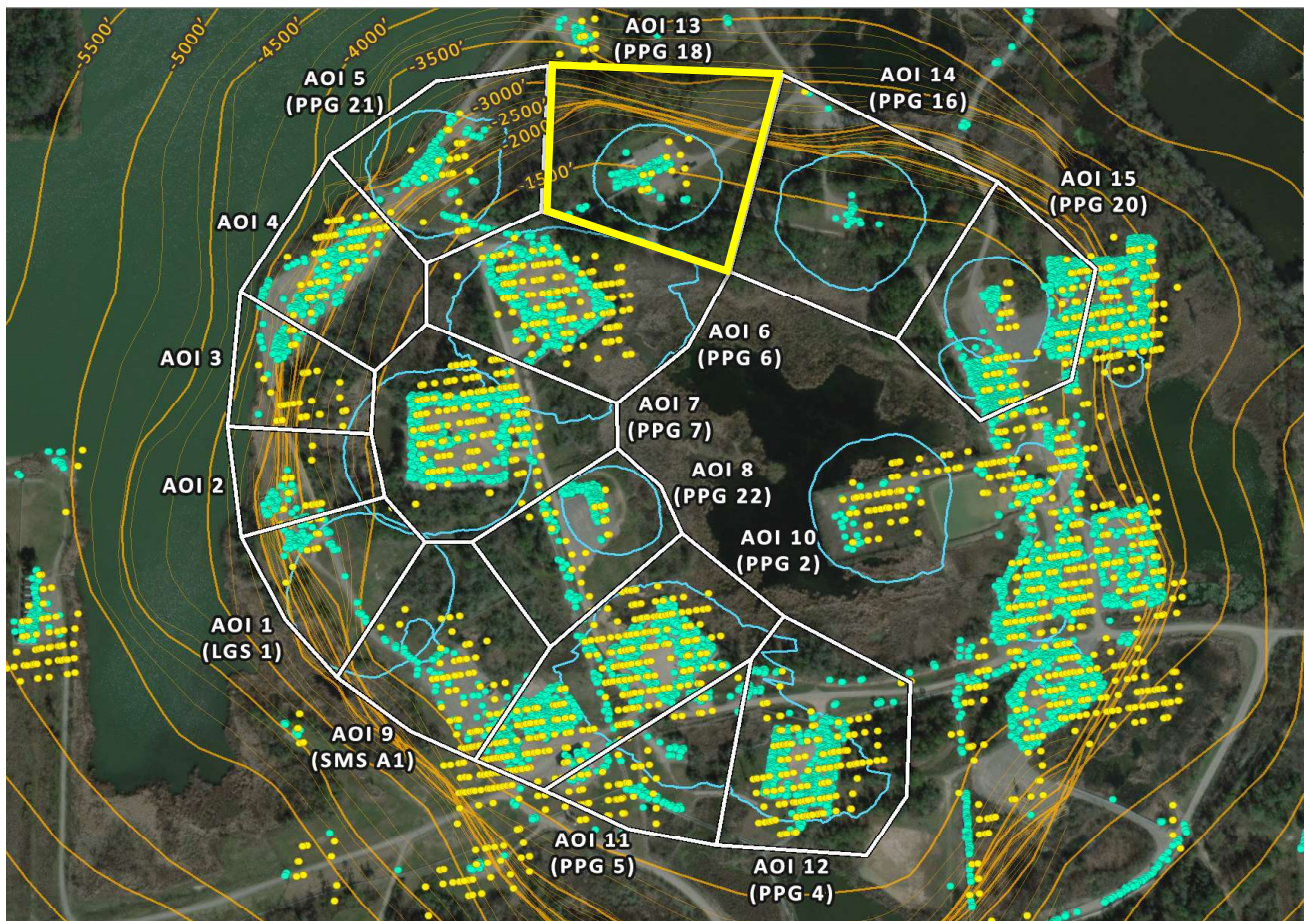 -5500'
-5000'
-4500'
-4000'
-3500'
-3000'
-2500'
-2000'
-1500'
AOI 13
(PPG 18)
AOI 14
(PPG 16)
AOI 5
(PPG 21)
AOI 15
(PPG 20)
AOI 4
AOI 3
AOI 6
(PPG 6)
AOI 7
(PPG 7)
AOI 2
AOI 8
(PPG 22)
AOI 10
(PPG 2)
AOI 1
(LGS 1)
AOI 9
(SMS A1)
AOI 11
(PPG 5)
AOI 12
(PPG 4)